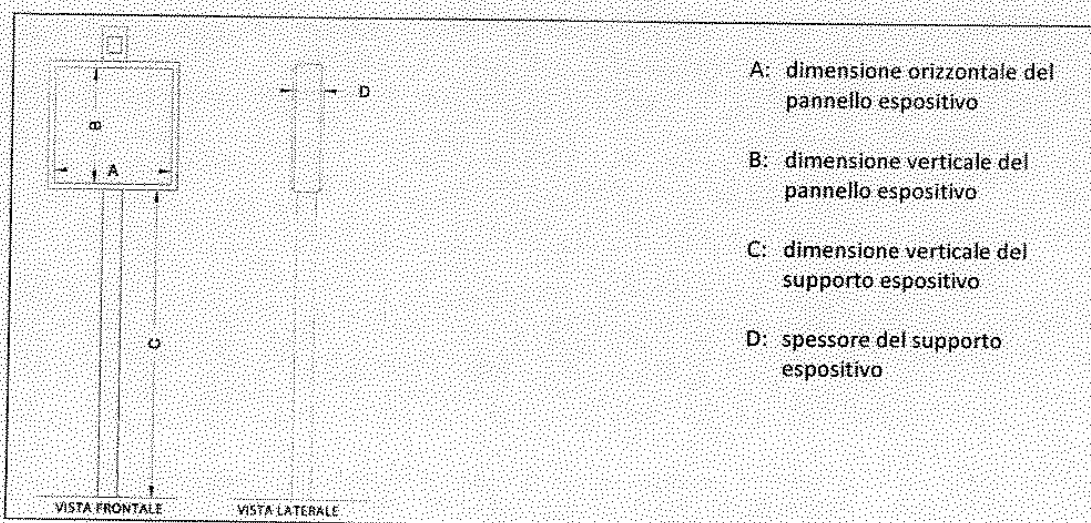 B
A
C
D
VISTA FRONTALE
VISTA LATERALE
A: dimensione orizzontale del
pannello espositivo
B: dimensione verticale del
pannello espositivo
C: dimensione verticale del
supporto espositivo
D: spessore del supporto
espositivo